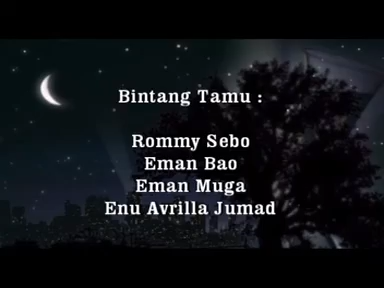 Bintang Tamu :
Rommy Sebo
Eman Bao
Eman Muga
Enu Avrilla Jumad